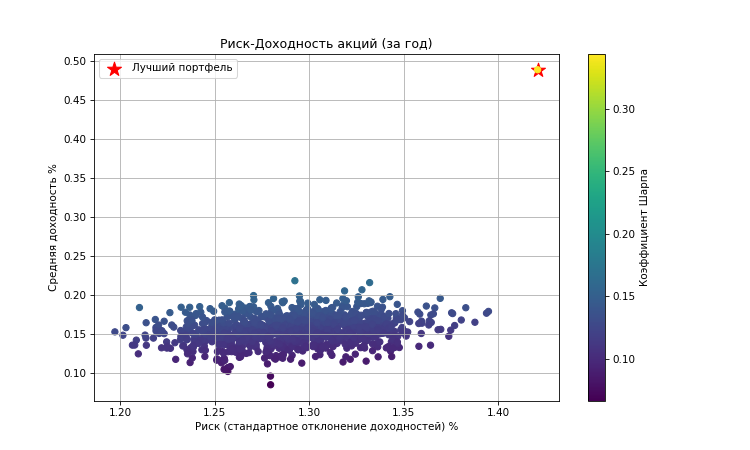 Риск-Доходность акций (за год)
Лучший портфель
Средняя доходность %
0.50
0.45
0.40
0.35
0.30
0.25
0.20
0.15
0.10
1.20 1.25 1.30 1.35 1.40
Риск (стандартное отклонение доходностей) %
0.30
0.25
0.20
0.15
0.10
Коэффициент Шарпа